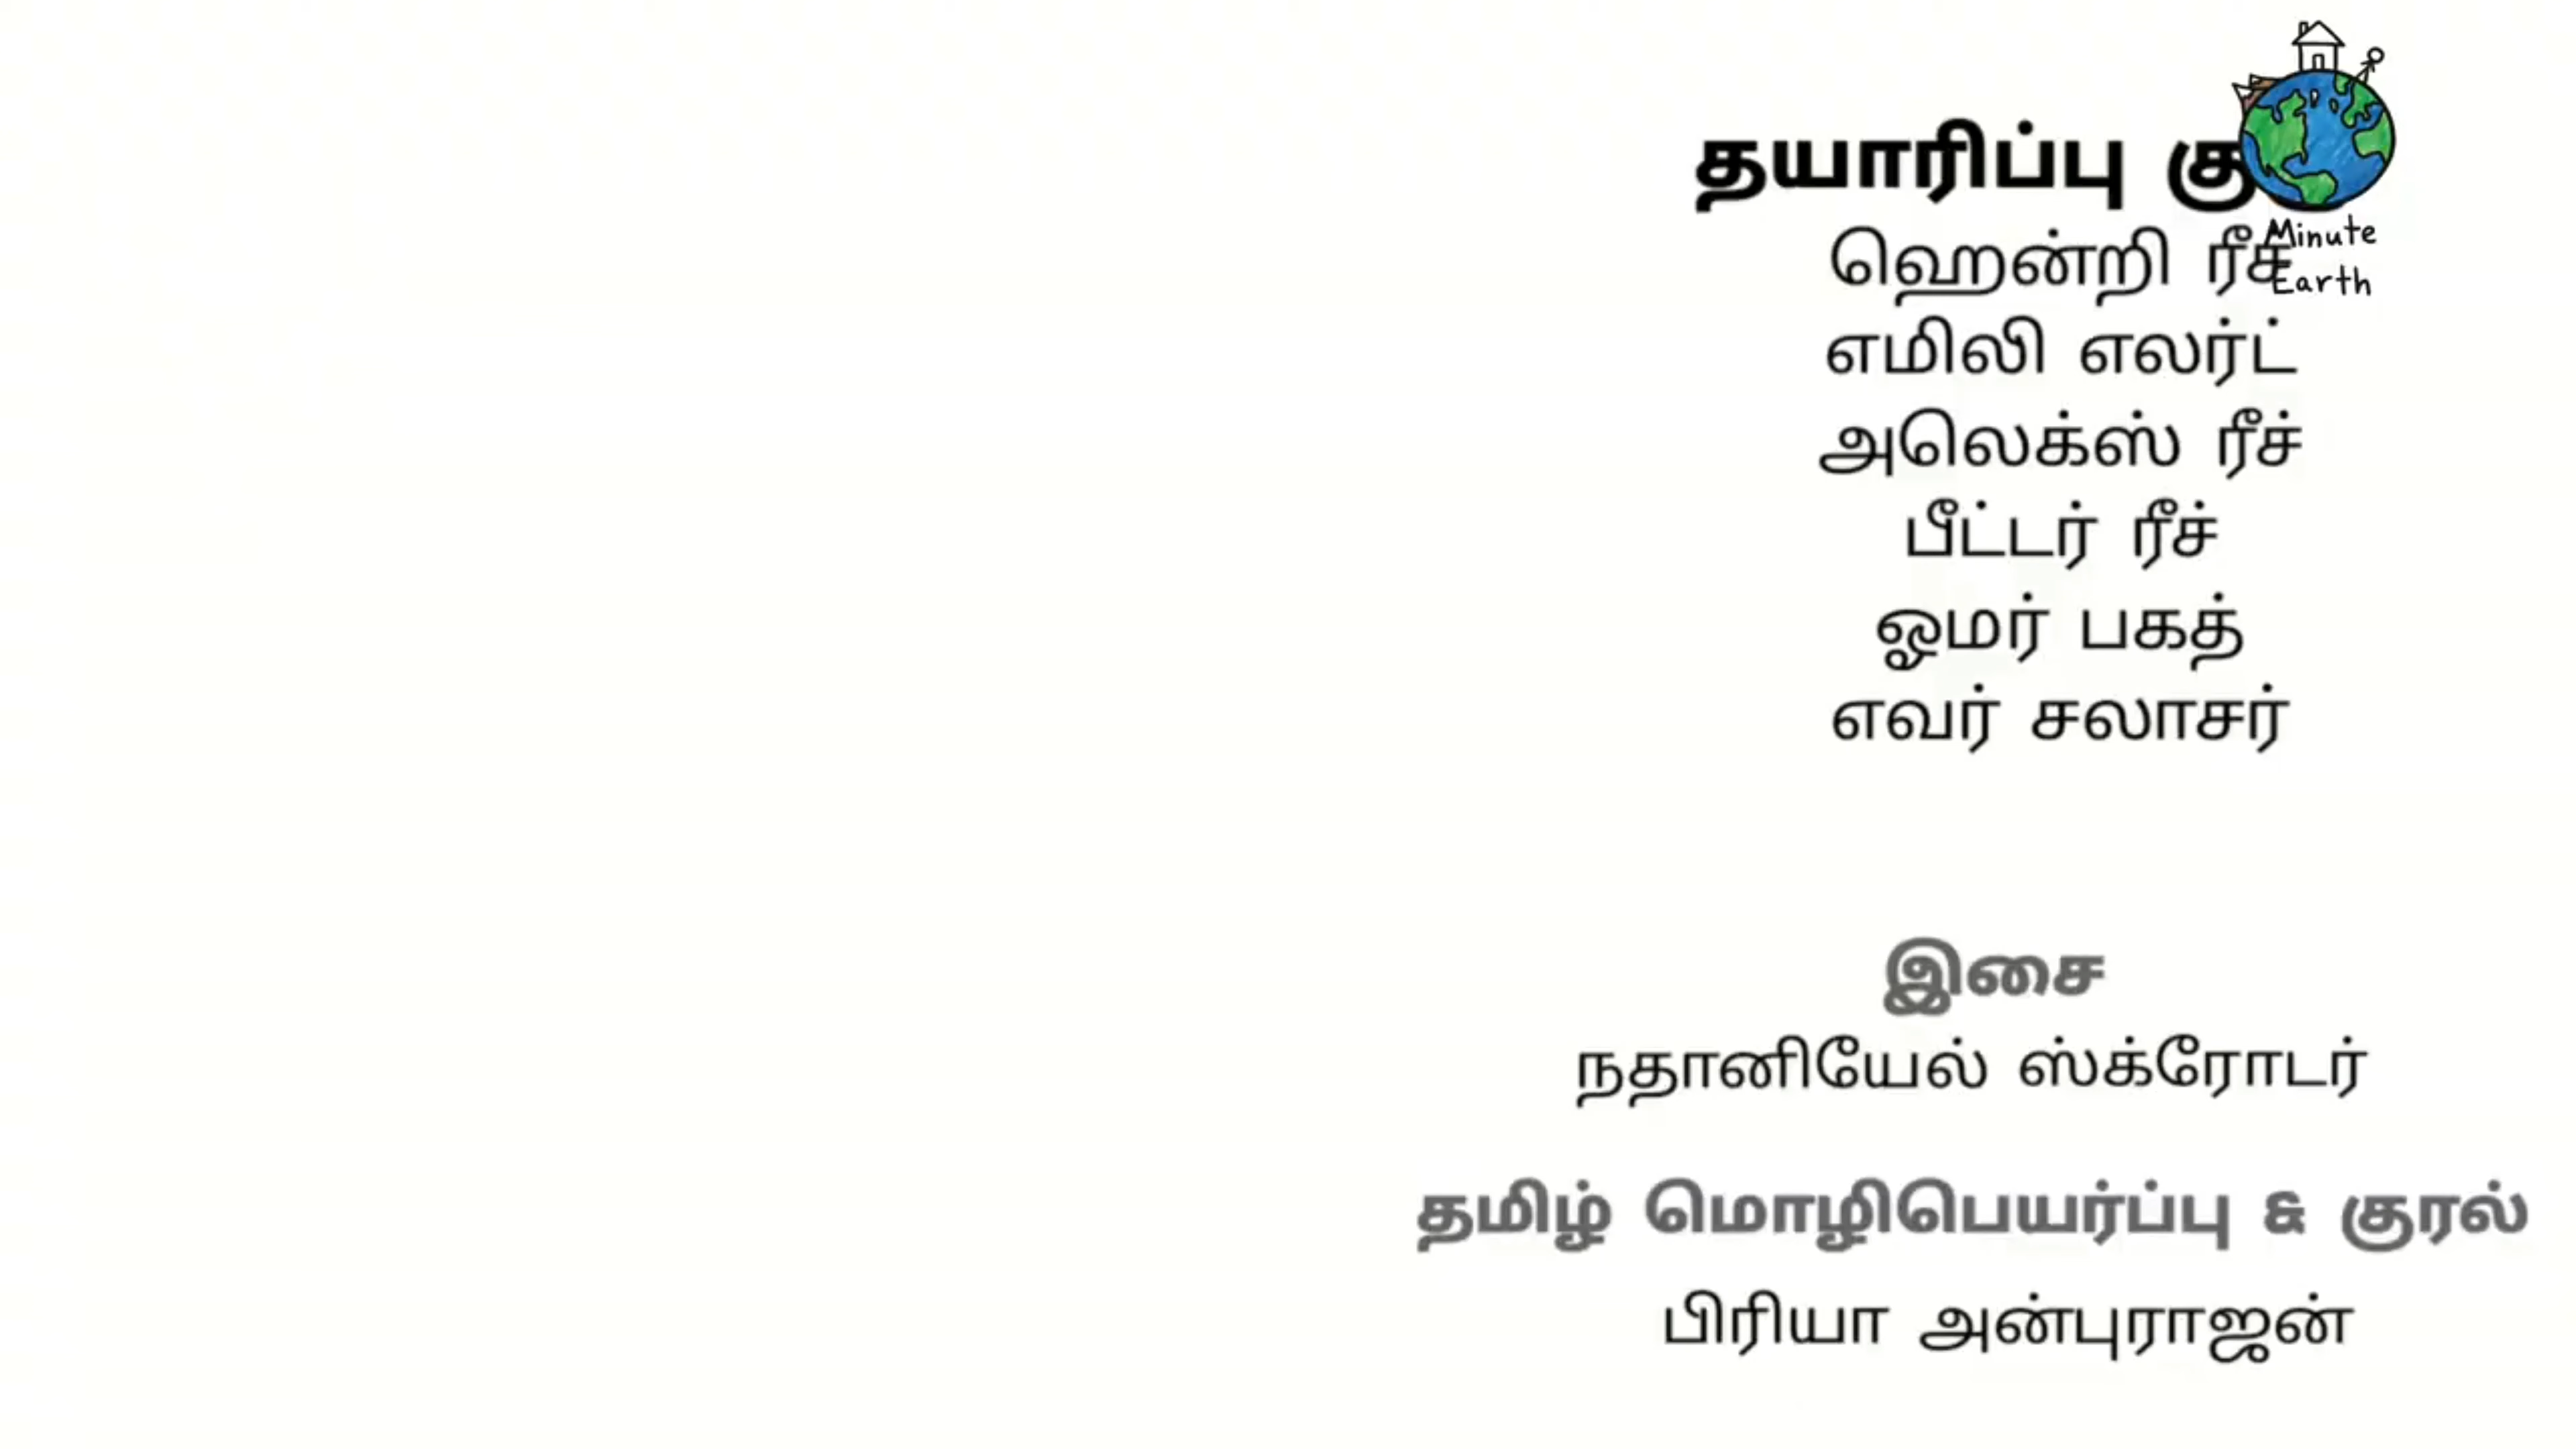 தயாரிப்பு
ஹென்றி ரீச்
எமிலி எலர்ட்
அலெக்ஸ் ரீச்
பீட்டர் ரீச்
ஓமர் பகத்
எவர் சலாசர்
இசை
நதானியேல் ஸ்க்ரோடர்
தமிழ் மொழிபெயர்ப்பு & குரல்
பிரியா அன்புராஜன்
Minute
Earth